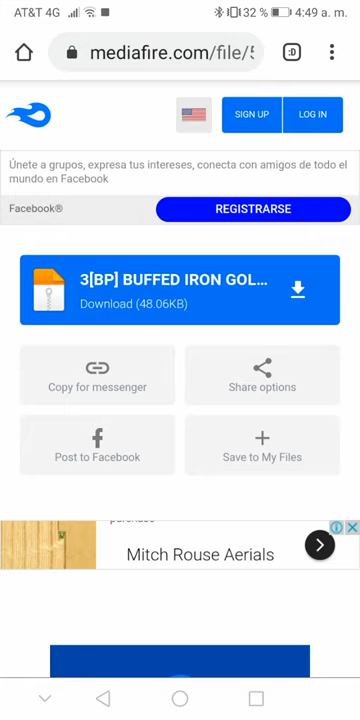 AT&T 4G 32 % 4:49 a. m.
mediafire.com/file/5
:D
SIGN UP LOG IN
Únete a grupos, expresa tus intereses, conecta con amigos de todo el
mundo en Facebook
Facebook® REGISTRARSE
3[BP] BUFFED IRON GOL...
Download (48.06KB)
Copy for messenger Share options
Post to Facebook Save to My Files
purchase
Mitch Rouse Aerials